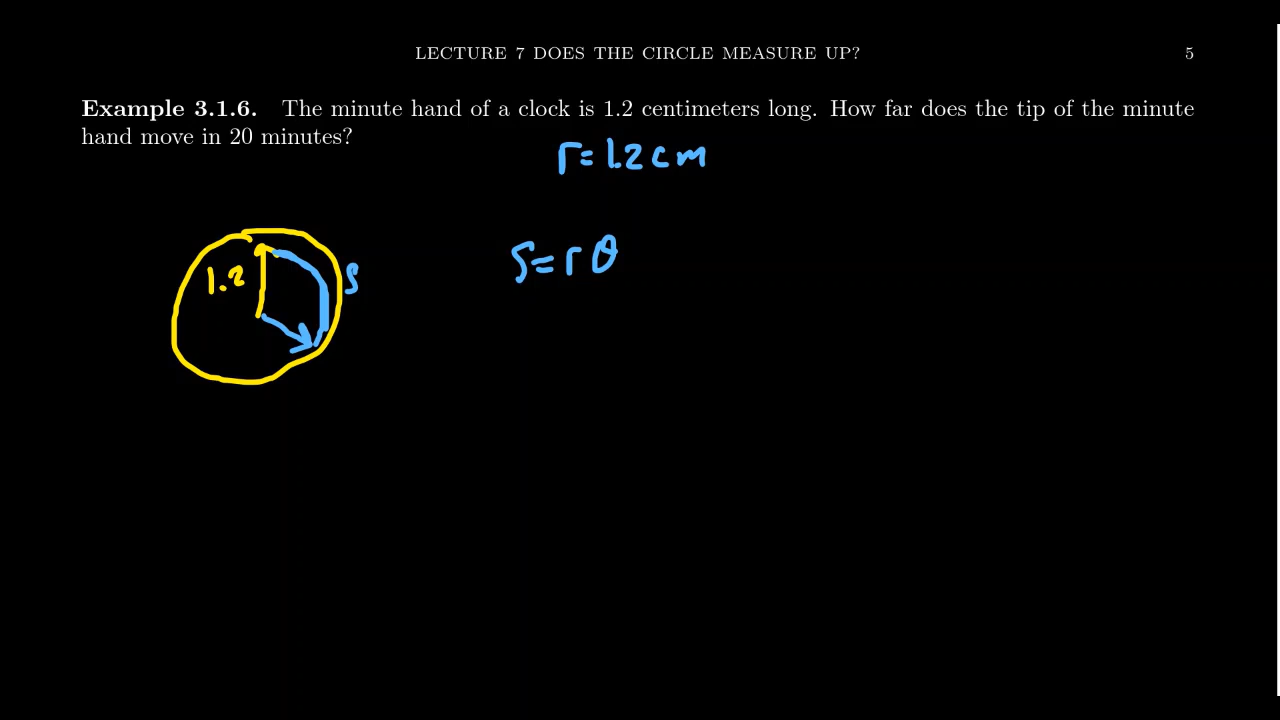 LECTURE 7 DOES THE CIRCLE MEASURE UP? 5
Example 3.1.6. The minute hand of a clock is 1.2 centimeters long. How far does the tip of the minute
hand move in 20 minutes?
r = 1.2 cm
1.2 s
s = r θ